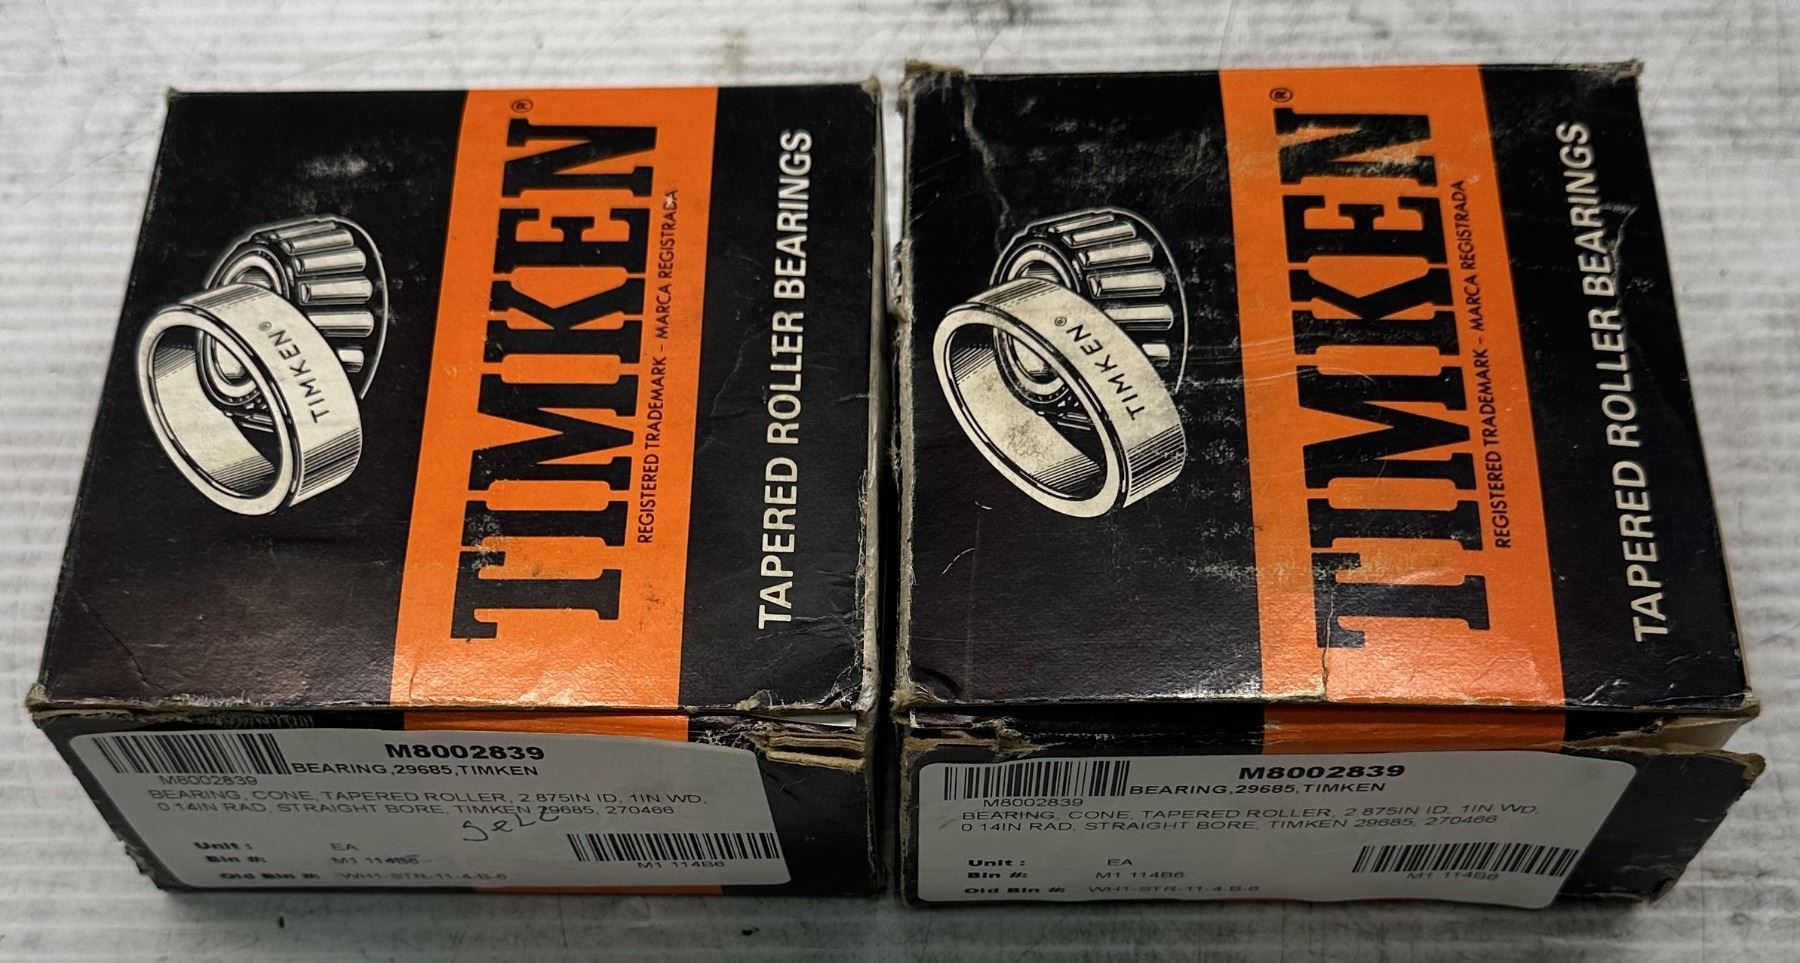 TIMKEN®
REGISTERED TRADEMARK – MARCA REGISTRADA
TAPERED ROLLER BEARINGS
TIMKEN®
M8002839
M8002839
BEARING,29685,TIMKEN
BEARING, CONE, TAPERED ROLLER, 2.875IN ID, 1IN WD,
0.14IN RAD, STRAIGHT BORE, TIMKEN 29685, 270466
Unit : EA
Bin #: M1 114B6
M1 114B6
Old Bin #: WH1-STR-11-4-B-6
TIMKEN®
REGISTERED TRADEMARK – MARCA REGISTRADA
TAPERED ROLLER BEARINGS
TIMKEN®
M8002839
M8002839
BEARING,29685,TIMKEN
BEARING, CONE, TAPERED ROLLER, 2.875IN ID, 1IN WD,
0.14IN RAD, STRAIGHT BORE, TIMKEN 29685, 270466
Unit : EA
Bin #: M1 114B6
M1 114B6
Old Bin #: WH1-STR-11-4-B-6